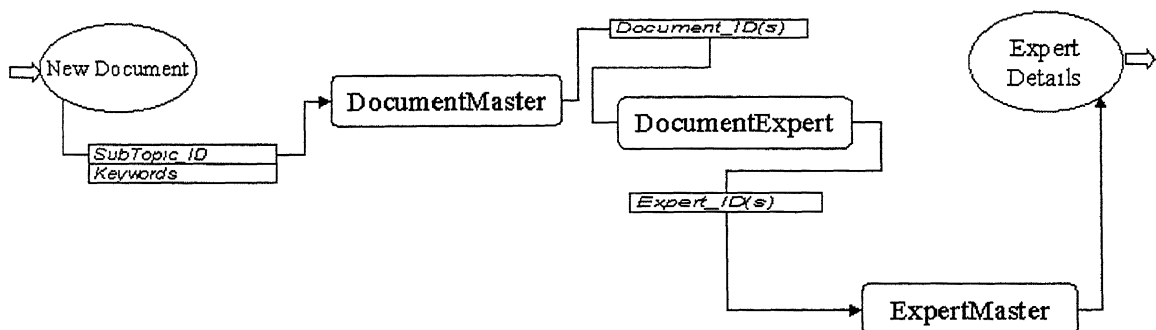 New Document
SubTopic_ID
Keywords
DocumentMaster
Document_ID(s)
DocumentExpert
Expert_ID(s)
ExpertMaster
Expert
Details